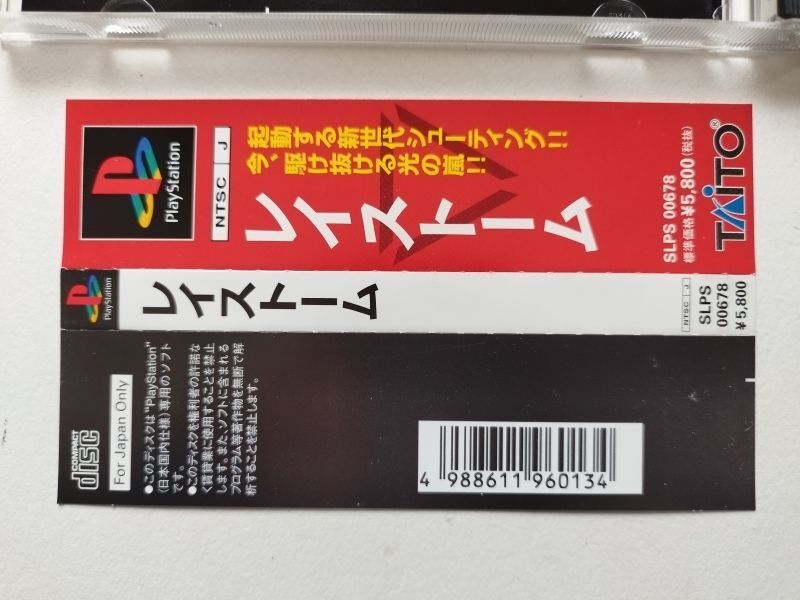 PlayStation
NTSC J
起動する新世代シューティング!!
今、駆け抜ける光の嵐!!
レイストーム
SLPS 00678
標準価格¥5,800(税抜)
TAITO®
PlayStation
レイストーム
NTSC J
SLPS
00678
¥5,800
COMPACT
disc
For Japan Only
●このディスクは"PlayStation"
(日本国内仕様)専用のソフト
です。
●このディスクを権利者の許諾な
く賃貸業に使用することを禁止
します。また、ソフトに含まれる
プログラム等著作物を無断で解
析することを禁止します。
4 988611 960134